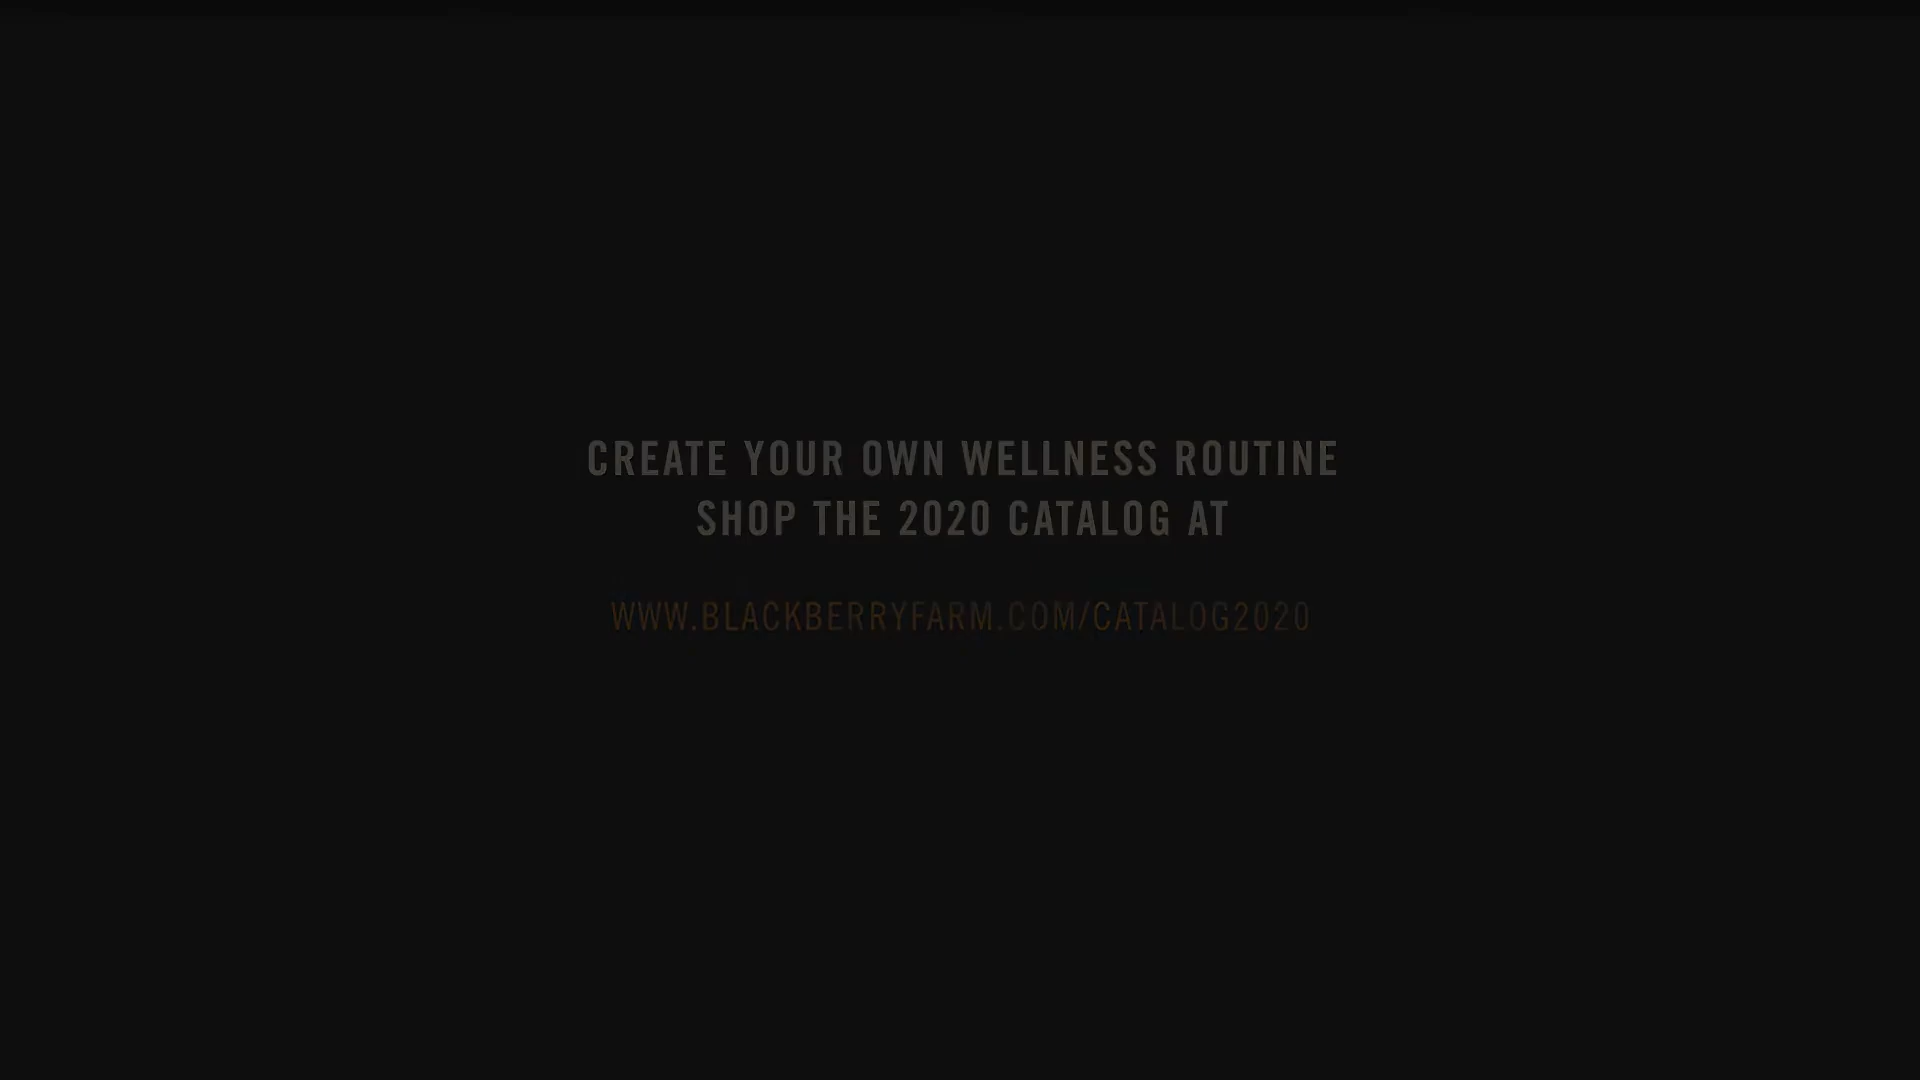 CREATE YOUR OWN WELLNESS ROUTINE
SHOP THE 2020 CATALOG AT
WWW.BLACKBERRYFARM.COM/CATALOG2020